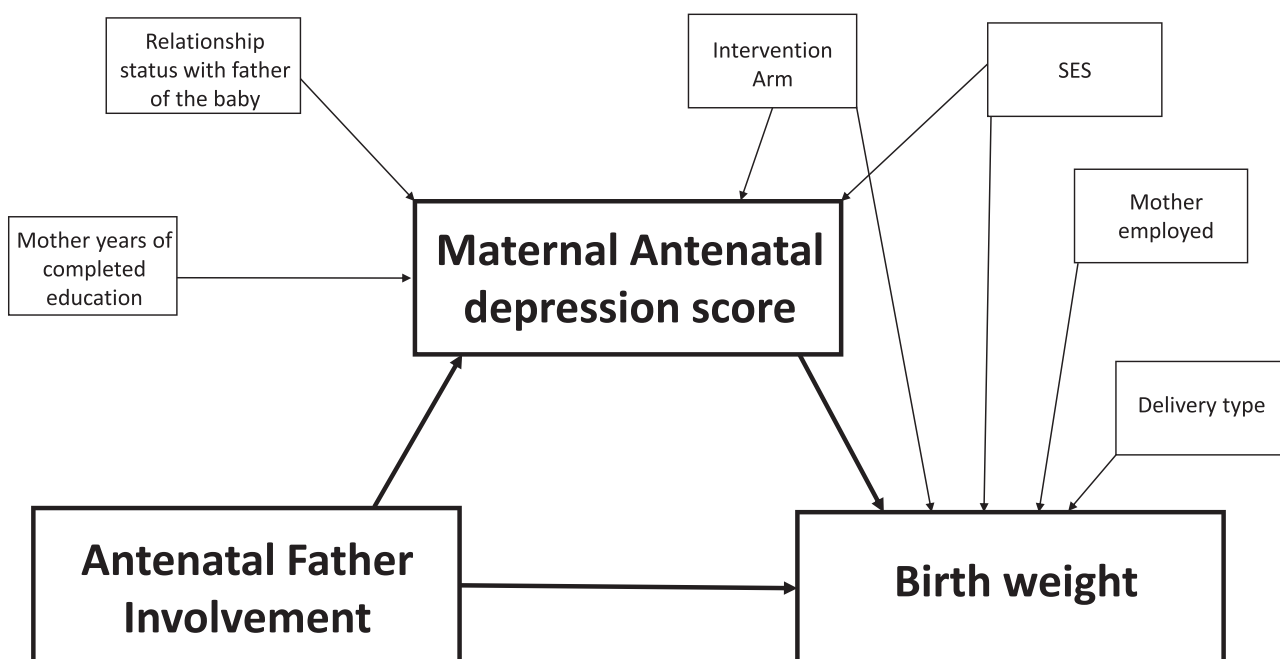 Relationship
status with father
of the baby
Intervention
Arm
SES
Mother
employed
Mother years of
completed
education
Maternal Antenatal
depression score
Delivery type
Antenatal Father
Involvement
Birth weight